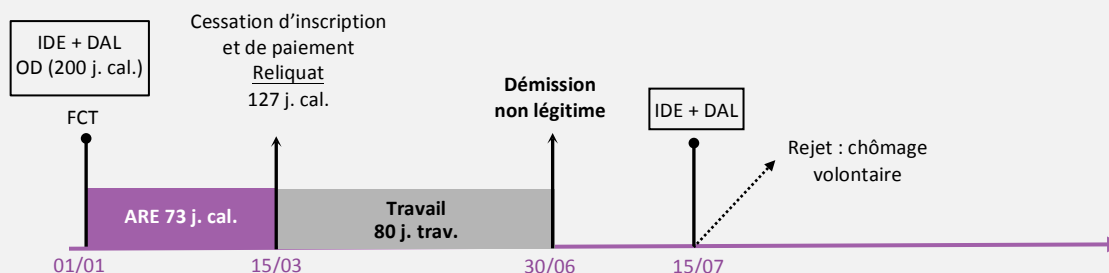 IDE + DAL
OD (200 j. cal.)
FCT
Cessation d’inscription
et de paiement
Reliquat
127 j. cal.
Démission
non légitime
IDE + DAL
Rejet : chômage
volontaire
ARE 73 j. cal.
Travail
80 j. trav.
01/01
15/03
30/06
15/07